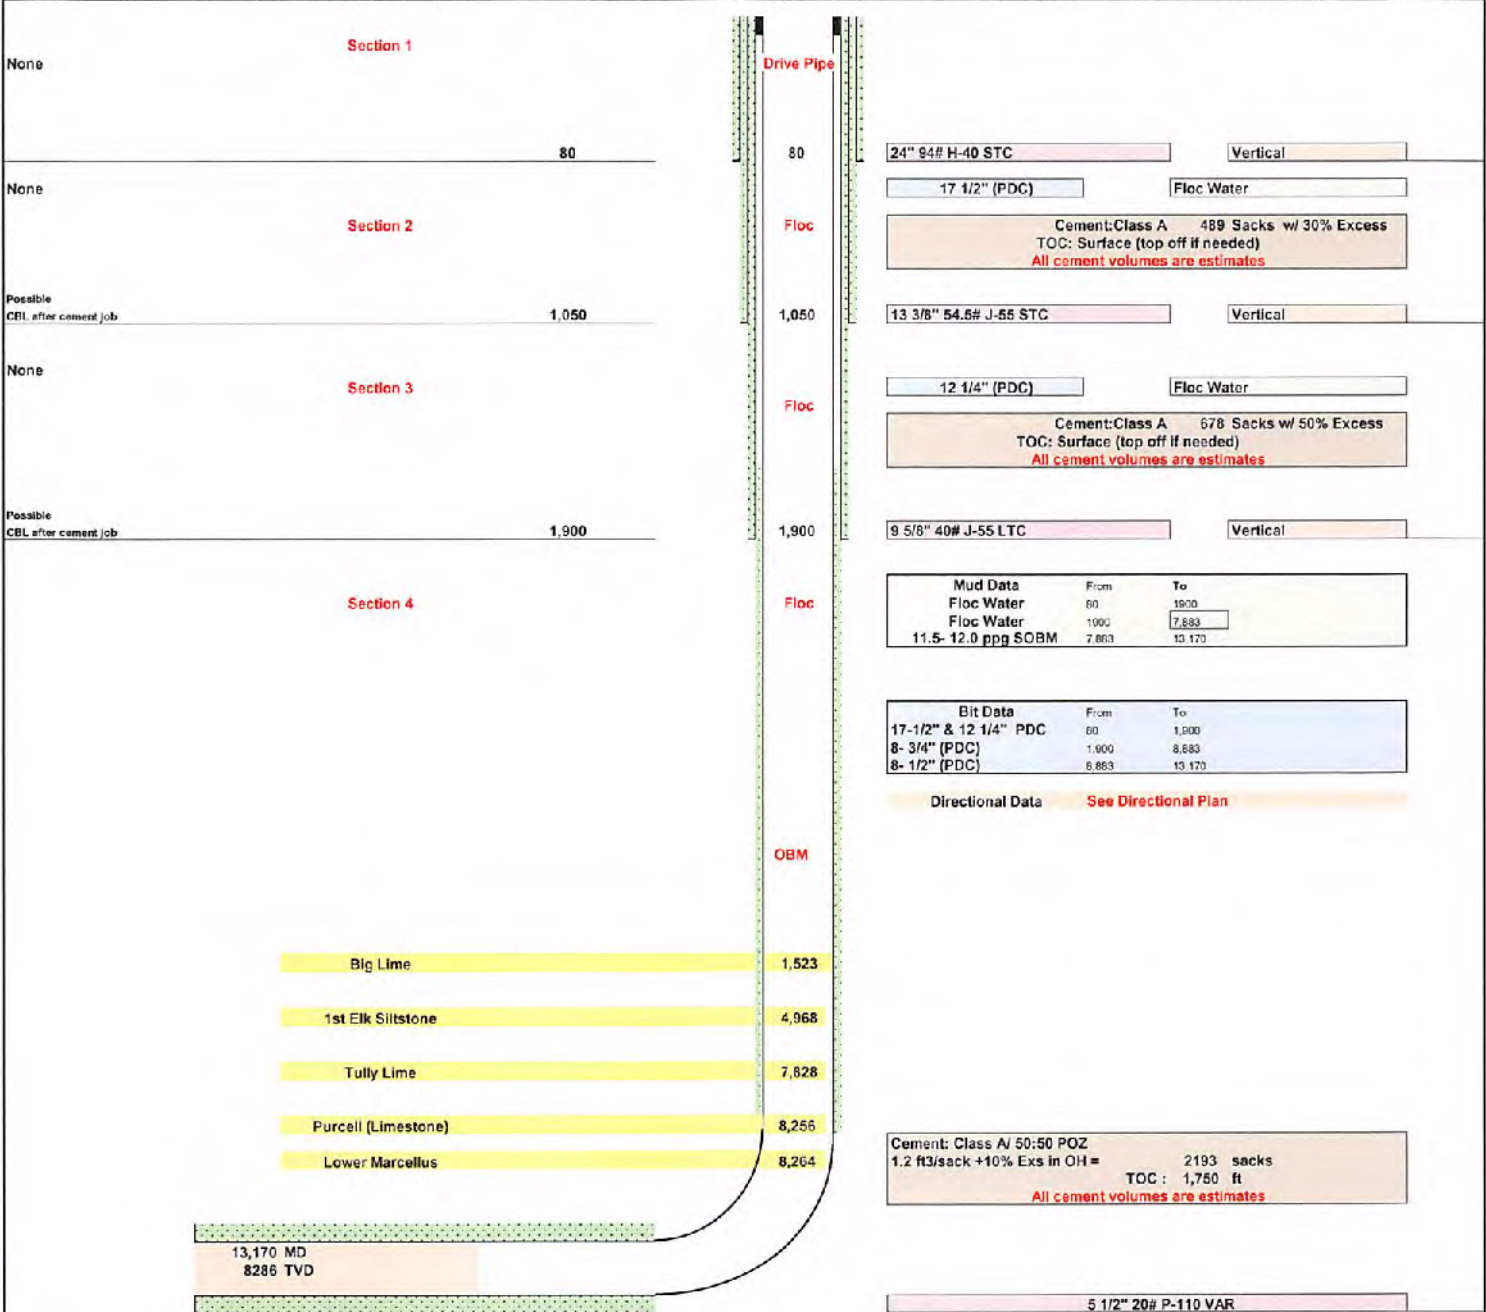 Section 1
None
Drive Pipe
80
80
24" 94# H-40 STC
Vertical
None
17 1/2" (PDC)
Floc Water
Section 2
Floc
Cement:Class A 489 Sacks w/ 30% Excess
TOC: Surface (top off if needed)
All cement volumes are estimates
Possible
CBL after cement job
1,050
1,050
13 3/8" 54.5# J-55 STC
Vertical
None
Section 3
12 1/4" (PDC)
Floc Water
Floc
Cement:Class A 678 Sacks w/ 50% Excess
TOC: Surface (top off if needed)
All cement volumes are estimates
Possible
CBL after cement job
1,900
1,900
9 5/8" 40# J-55 LTC
Vertical
Section 4
Floc
Mud Data From To
Floc Water 80 1900
Floc Water 1900 7,883
11.5- 12.0 ppg SOBM 7,883 13,170
Bit Data From To
17-1/2" & 12 1/4" PDC 80 1,900
8- 3/4" (PDC) 1,900 8,883
8- 1/2" (PDC) 8,883 13,170
Directional Data See Directional Plan
OBM
Big Lime 1,523
1st Elk Siltstone 4,968
Tully Lime 7,828
Purcell (Limestone) 8,256
Lower Marcellus 8,264
Cement: Class A/ 50:50 POZ
1.2 ft3/sack +10% Exs in OH = 2193 sacks
TOC : 1,750 ft
All cement volumes are estimates
13,170 MD
8286 TVD
5 1/2" 20# P-110 VAR